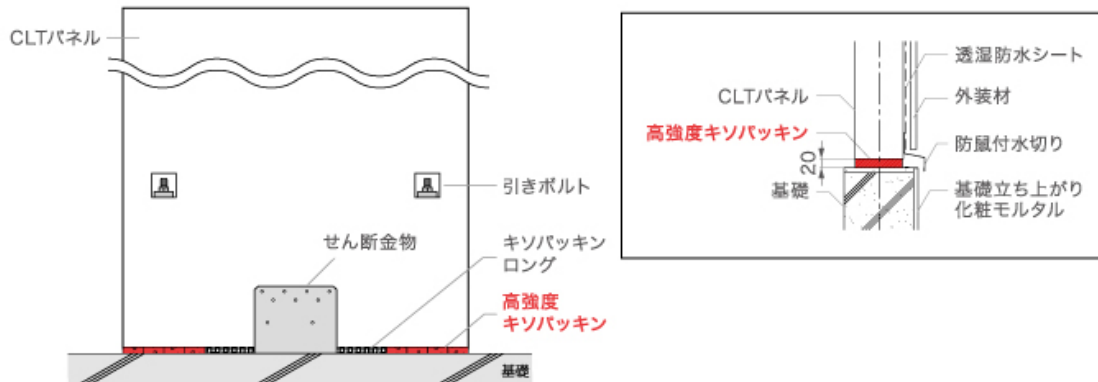 CLTパネル
引きボルト
せん断金物
キソパッキン
ロング
高強度
キソパッキン
基礎
透湿防水シート
CLTパネル
外装材
高強度キソパッキン
防鼠付水切り
20
基礎
基礎立ち上がり
化粧モルタル